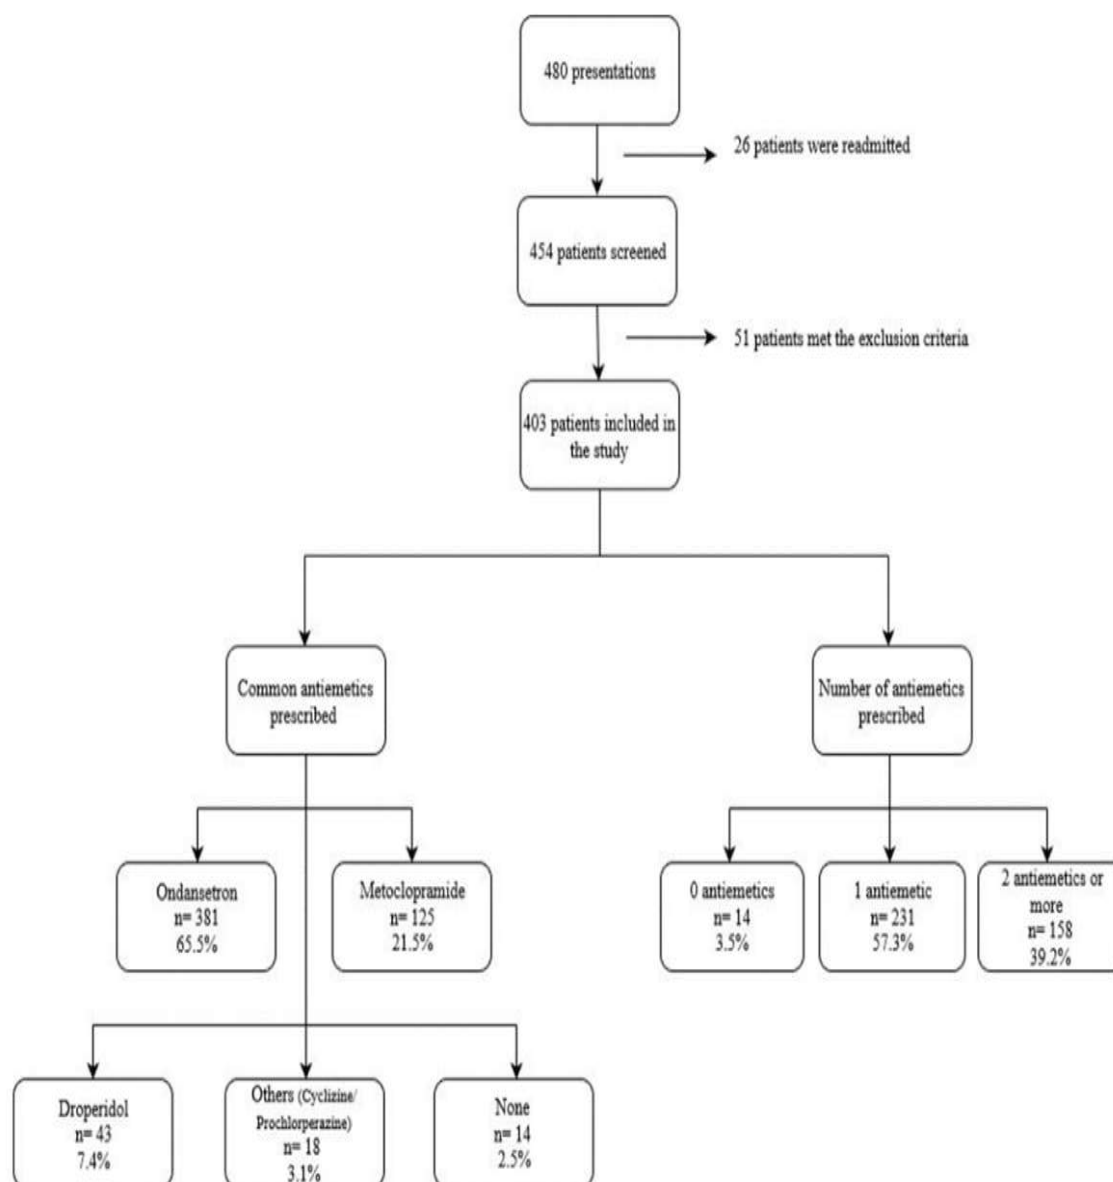 480 presentations
26 patients were readmitted
454 patients screened
51 patients met the exclusion criteria
403 patients included in
the study
Common antiemetics
prescribed
Number of antiemetics
prescribed
Ondansetron
n= 381
65.5%
Metoclopramide
n= 125
21.5%
0 antiemetics
n= 14
3.5%
1 antiemetic
n= 231
57.3%
2 antiemetics or
more
n= 158
39.2%
Droperidol
n= 43
7.4%
Others (Cyclizine/
Prochlorperazine)
n= 18
3.1%
None
n= 14
2.5%